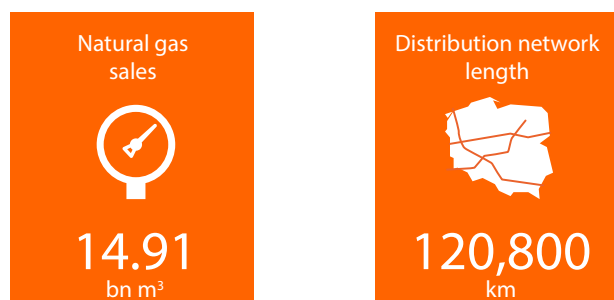 Natural gas
sales
14.91
bn m³
Distribution network
length
120,800
km